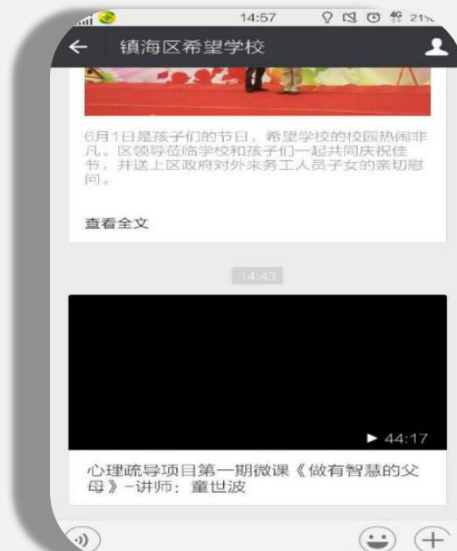 14:57
4G 21%
镇海区希望学校
6月1日是孩子们的节日，希望学校的校园热闹非
凡。区领导莅临学校和孩子们一起共同庆祝佳
节，并送上区政府对外来务工人员子女的亲切慰
问。
查看全文
14:43
44:17
心理疏导项目第一期微课《做有智慧的父
母》-讲师：童世波